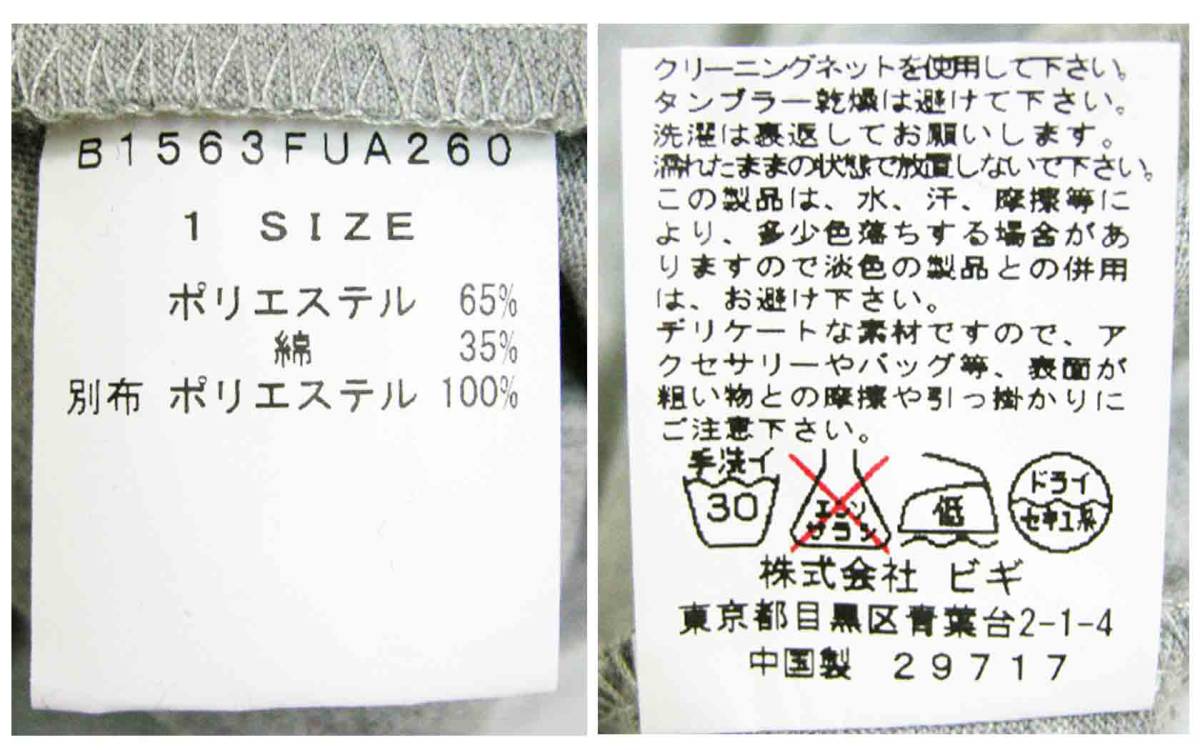 B1563FUA260
1 SIZE
ポリエステル 65%
綿 35%
別布 ポリエステル 100%
クリーニングネットを使用して下さい。
タンブラー乾燥は避けて下さい。
洗濯は裏返してお願いします。
濡れたままの状態で放置しないで下さい。
この製品は、水、汗、摩擦等に
より、多少色落ちする場合があ
りますので淡色の製品との併用
は、お避け下さい。
デリケートな素材ですので、ア
クセサリーやバッグ等、表面が
粗い物との摩擦や引っ掛かりに
ご注意下さい。
手洗イ
30
エンソ
サラシ
低
ドライ
セキユ系
株式会社 ビギ
東京都目黒区青葉台2-1-4
中国製 29717